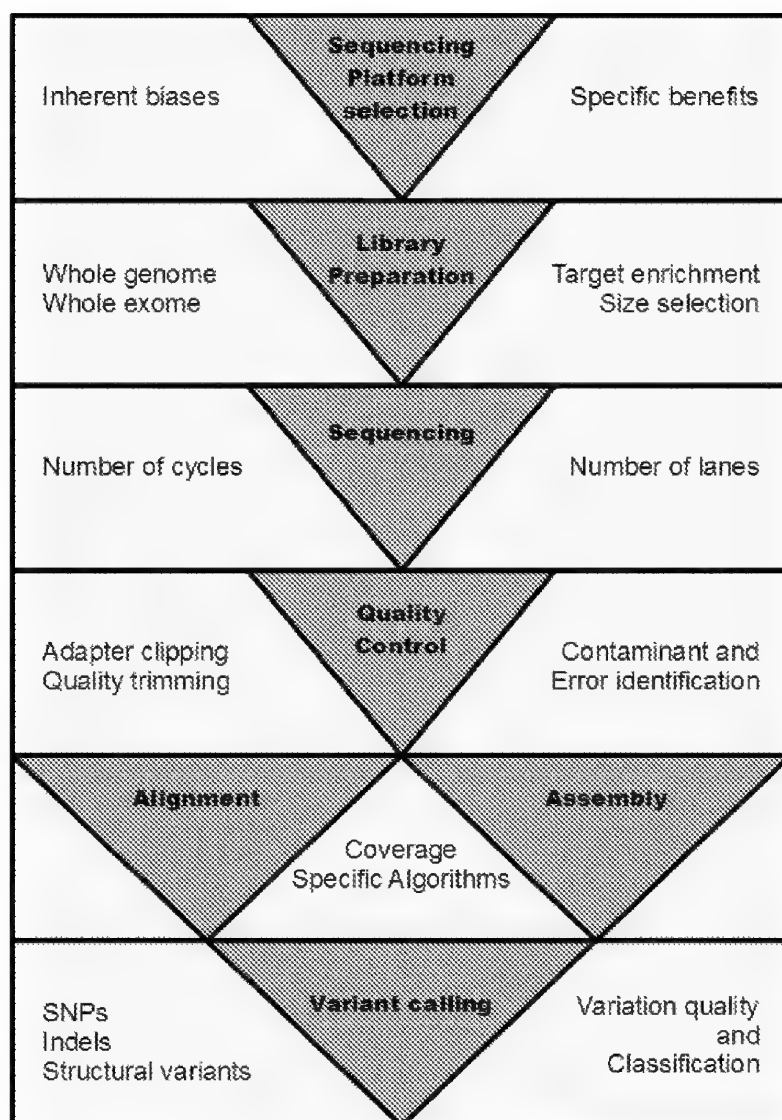 Sequencing
Platform
selection
Inherent biases
Specific benefits
Library
Preparation
Whole genome
Whole exome
Target enrichment
Size selection
Sequencing
Number of cycles
Number of lanes
Quality
Control
Adapter clipping
Quality trimming
Contaminant and
Error identification
Alignment
Assembly
Coverage
Specific Algorithms
Variant calling
SNPs
Indels
Structural variants
Variation quality
and
Classification